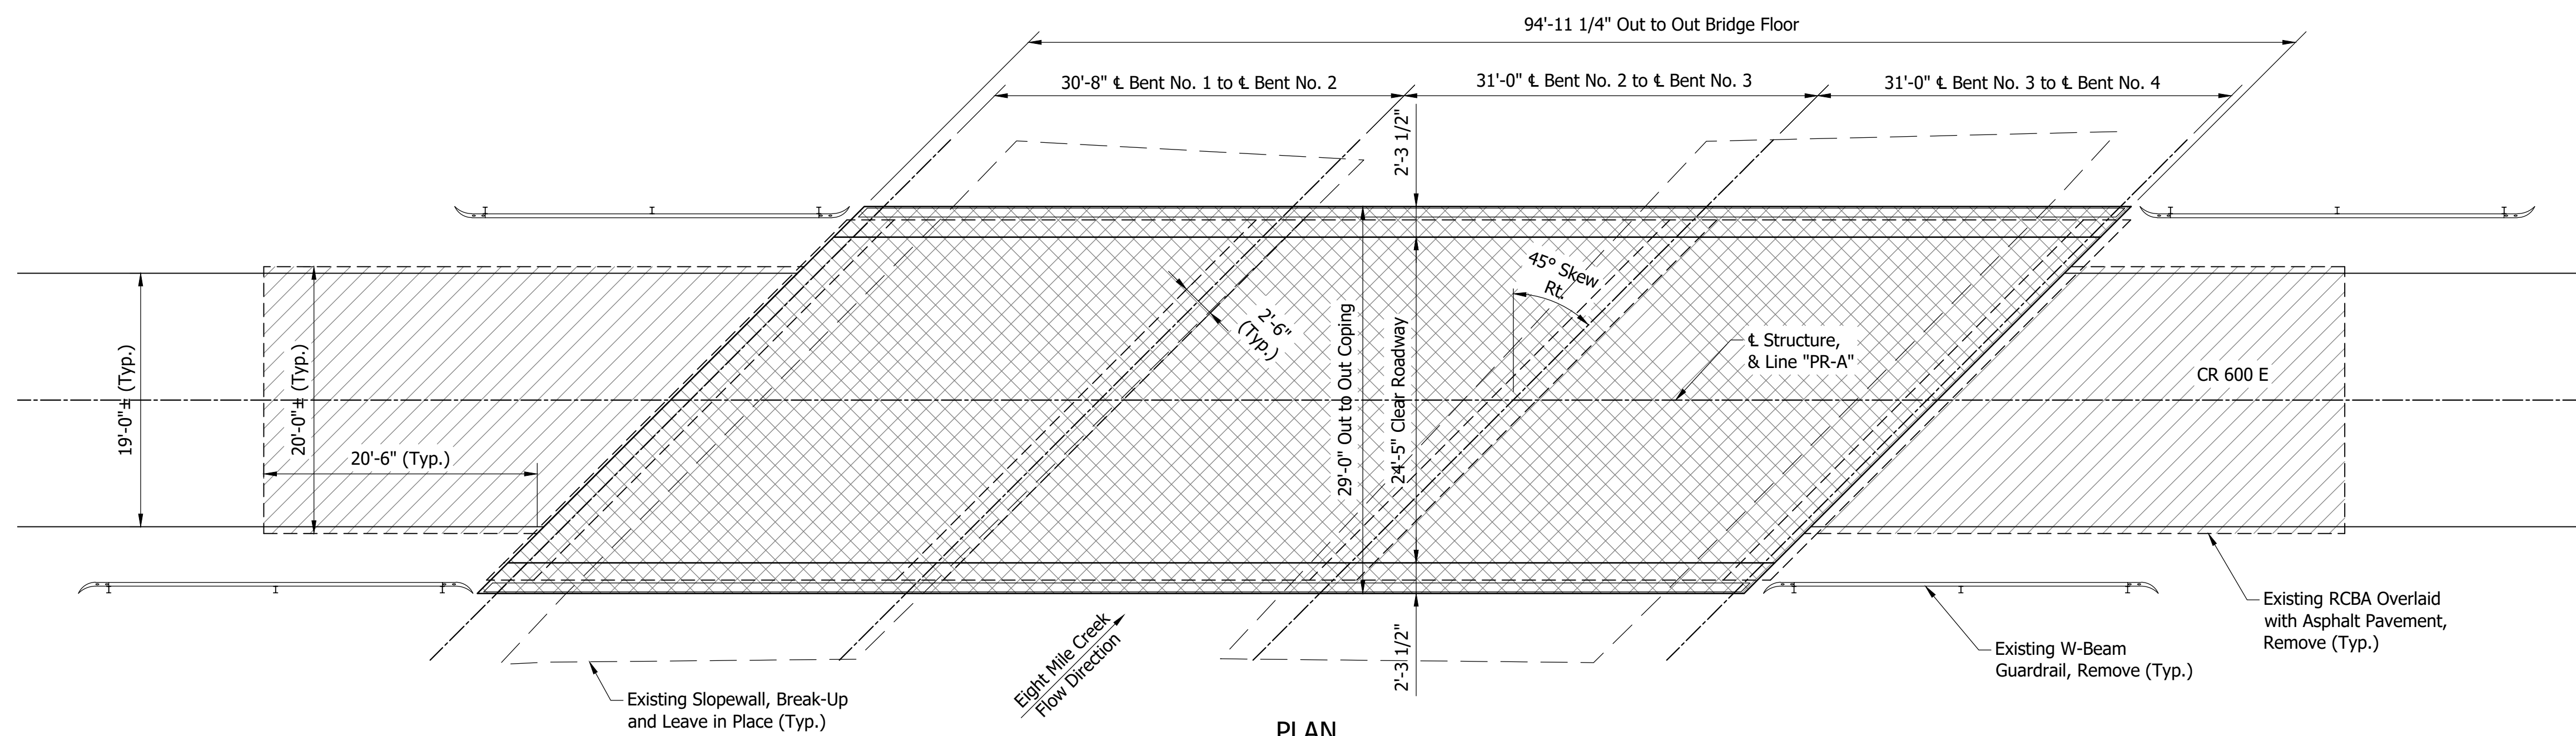 94'-11 1/4" Out to Out Bridge Floor
30'-8" ℄ Bent No. 1 to ℄ Bent No. 2
31'-0" ℄ Bent No. 2 to ℄ Bent No. 3
31'-0" ℄ Bent No. 3 to ℄ Bent No. 4
2'-3 1/2"
45° Skew
Rt.
2'-6"
(Typ.)
29'-0" Out to Out Coping
24'-5" Clear Roadway
℄ Structure,
& Line "PR-A"
CR 600 E
19'-0"± (Typ.)
20'-0"± (Typ.)
20'-6" (Typ.)
2'-3 1/2"
Eight Mile Creek
Flow Direction
Existing Slopewall, Break-Up
and Leave in Place (Typ.)
Existing W-Beam
Guardrail, Remove (Typ.)
Existing RCBA Overlaid
with Asphalt Pavement,
Remove (Typ.)
PLAN